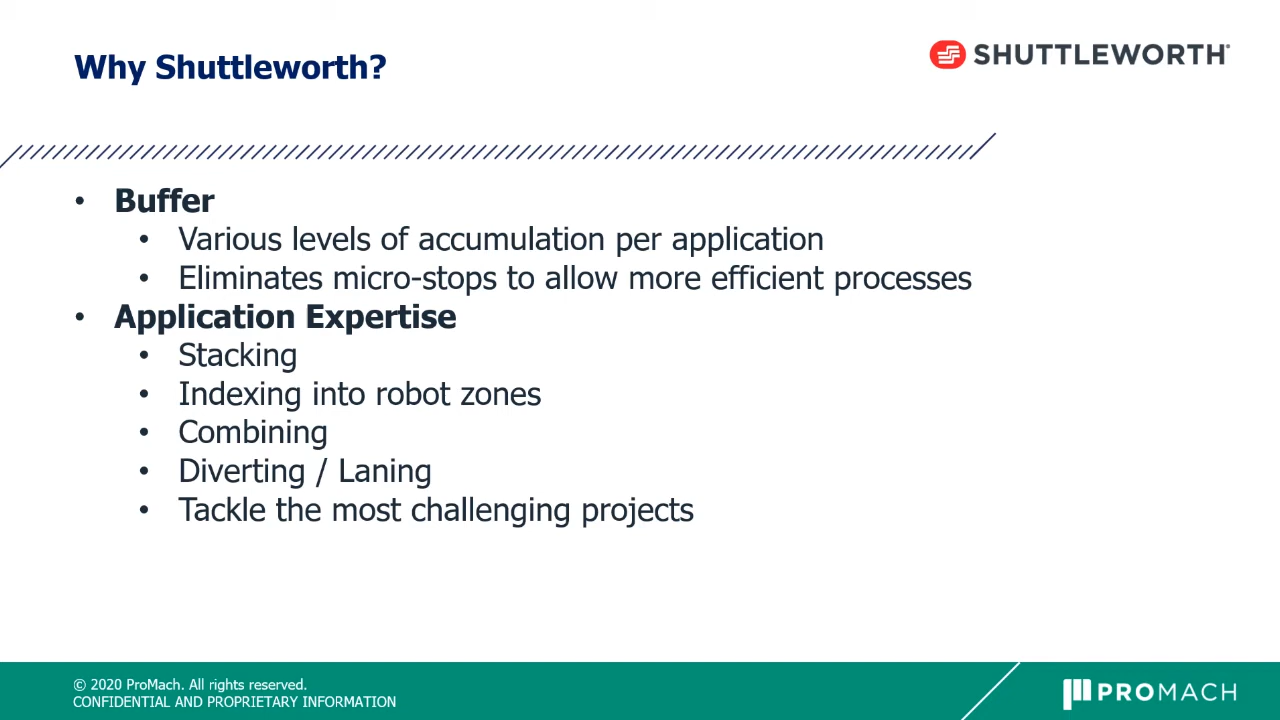 Why Shuttleworth?
SHUTTLEWORTH®
• Buffer
• Various levels of accumulation per application
• Eliminates micro-stops to allow more efficient processes
• Application Expertise
• Stacking
• Indexing into robot zones
• Combining
• Diverting / Laning
• Tackle the most challenging projects
© 2020 ProMach. All rights reserved.
CONFIDENTIAL AND PROPRIETARY INFORMATION
PROMACH